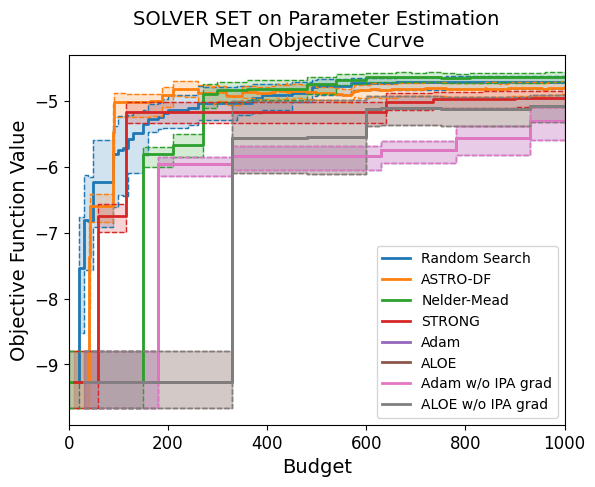 SOLVER SET on Parameter Estimation
Mean Objective Curve
Objective Function Value
−5
−6
−7
−8
−9
0
200
400
600
800
1000
Budget
Random Search
ASTRO-DF
Nelder-Mead
STRONG
Adam
ALOE
Adam w/o IPA grad
ALOE w/o IPA grad